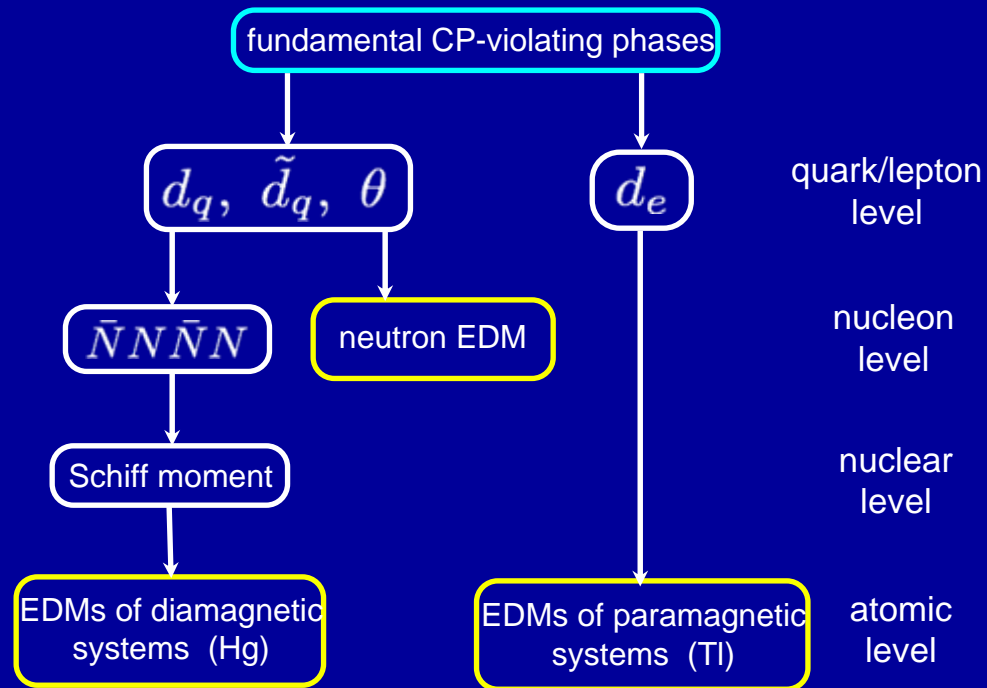 fundamental CP-violating phases
d_q, d̃_q, θ
d_e
quark/lepton
level
N̄NN̄N
neutron EDM
nucleon
level
Schiff moment
nuclear
level
EDMs of diamagnetic
systems (Hg)
EDMs of paramagnetic
systems (Tl)
atomic
level